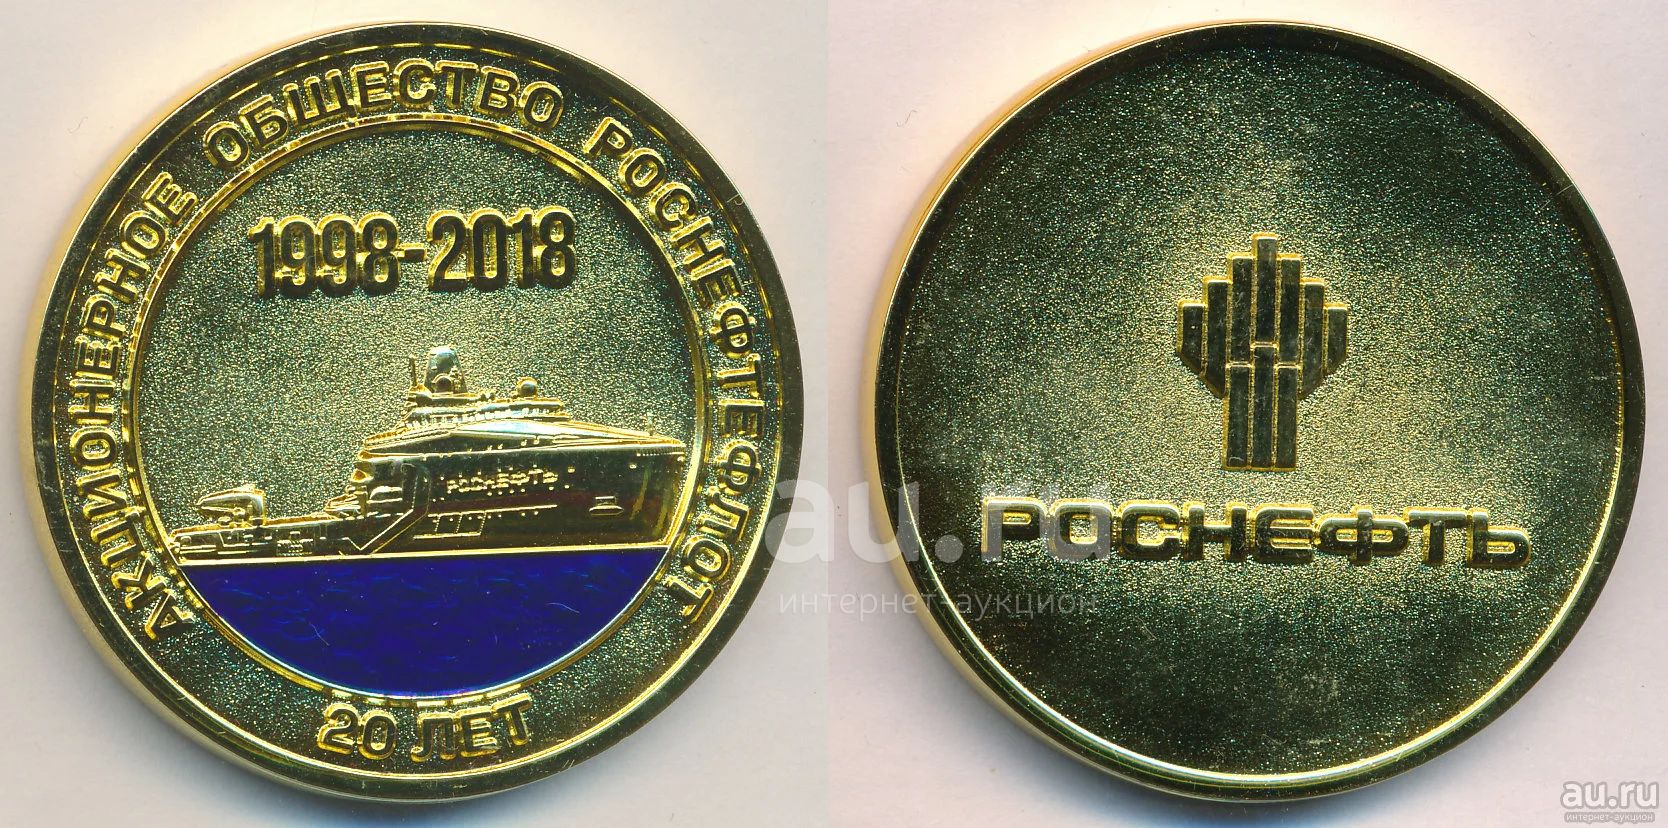 АКЦИОНЕРНОЕ ОБЩЕСТВО РОСНЕФТЕФЛОТ
1998-2018
РОСНЕФТЬ
20 ЛЕТ
РОСНЕФТЬ
au.ru
интернет-аукцион
au.ru
интернет-аукцион